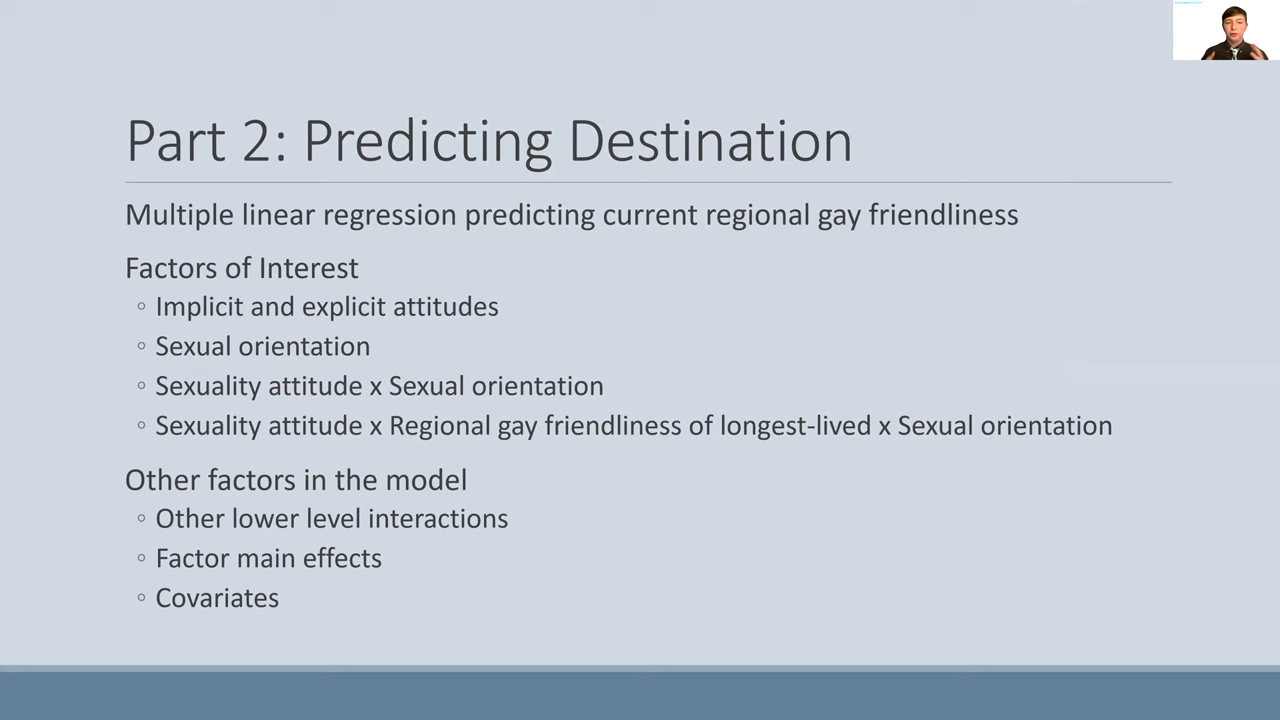 Part 2: Predicting Destination
Multiple linear regression predicting current regional gay friendliness
Factors of Interest
◦ Implicit and explicit attitudes
◦ Sexual orientation
◦ Sexuality attitude x Sexual orientation
◦ Sexuality attitude x Regional gay friendliness of longest-lived x Sexual orientation
Other factors in the model
◦ Other lower level interactions
◦ Factor main effects
◦ Covariates